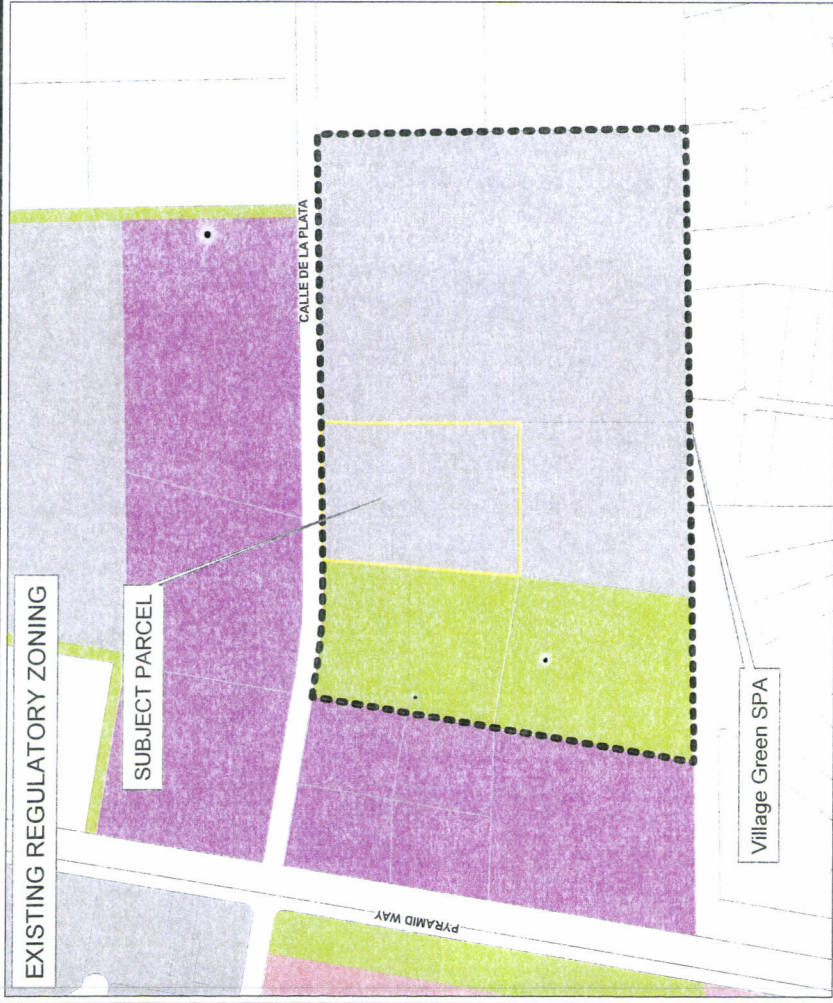 EXISTING REGULATORY ZONING
SUBJECT PARCEL
CALLE DE LA PLATA
PYRAMID WAY
Village Green SPA